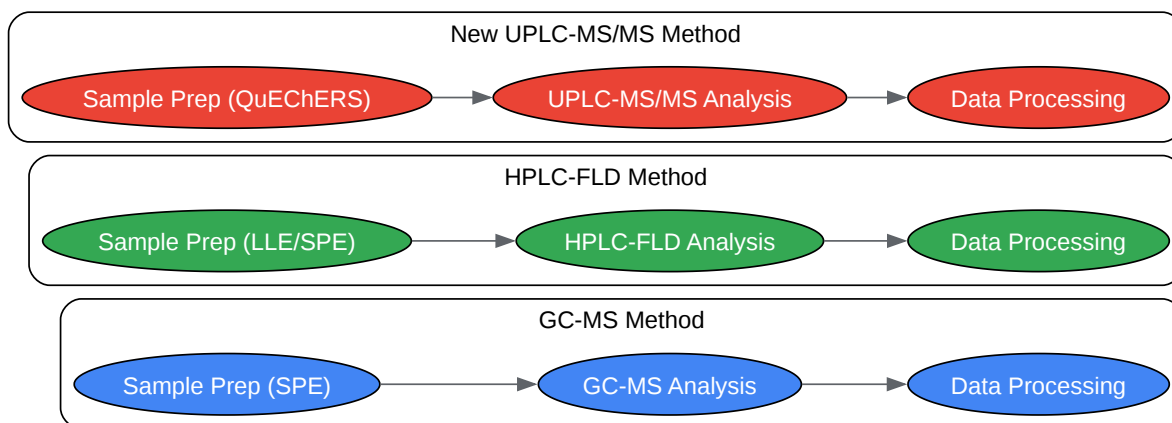 New UPLC-MS/MS Method
Sample Prep (QuEChERS)
UPLC-MS/MS Analysis
Data Processing
HPLC-FLD Method
Sample Prep (LLE/SPE)
HPLC-FLD Analysis
Data Processing
GC-MS Method
Sample Prep (SPE)
GC-MS Analysis
Data Processing